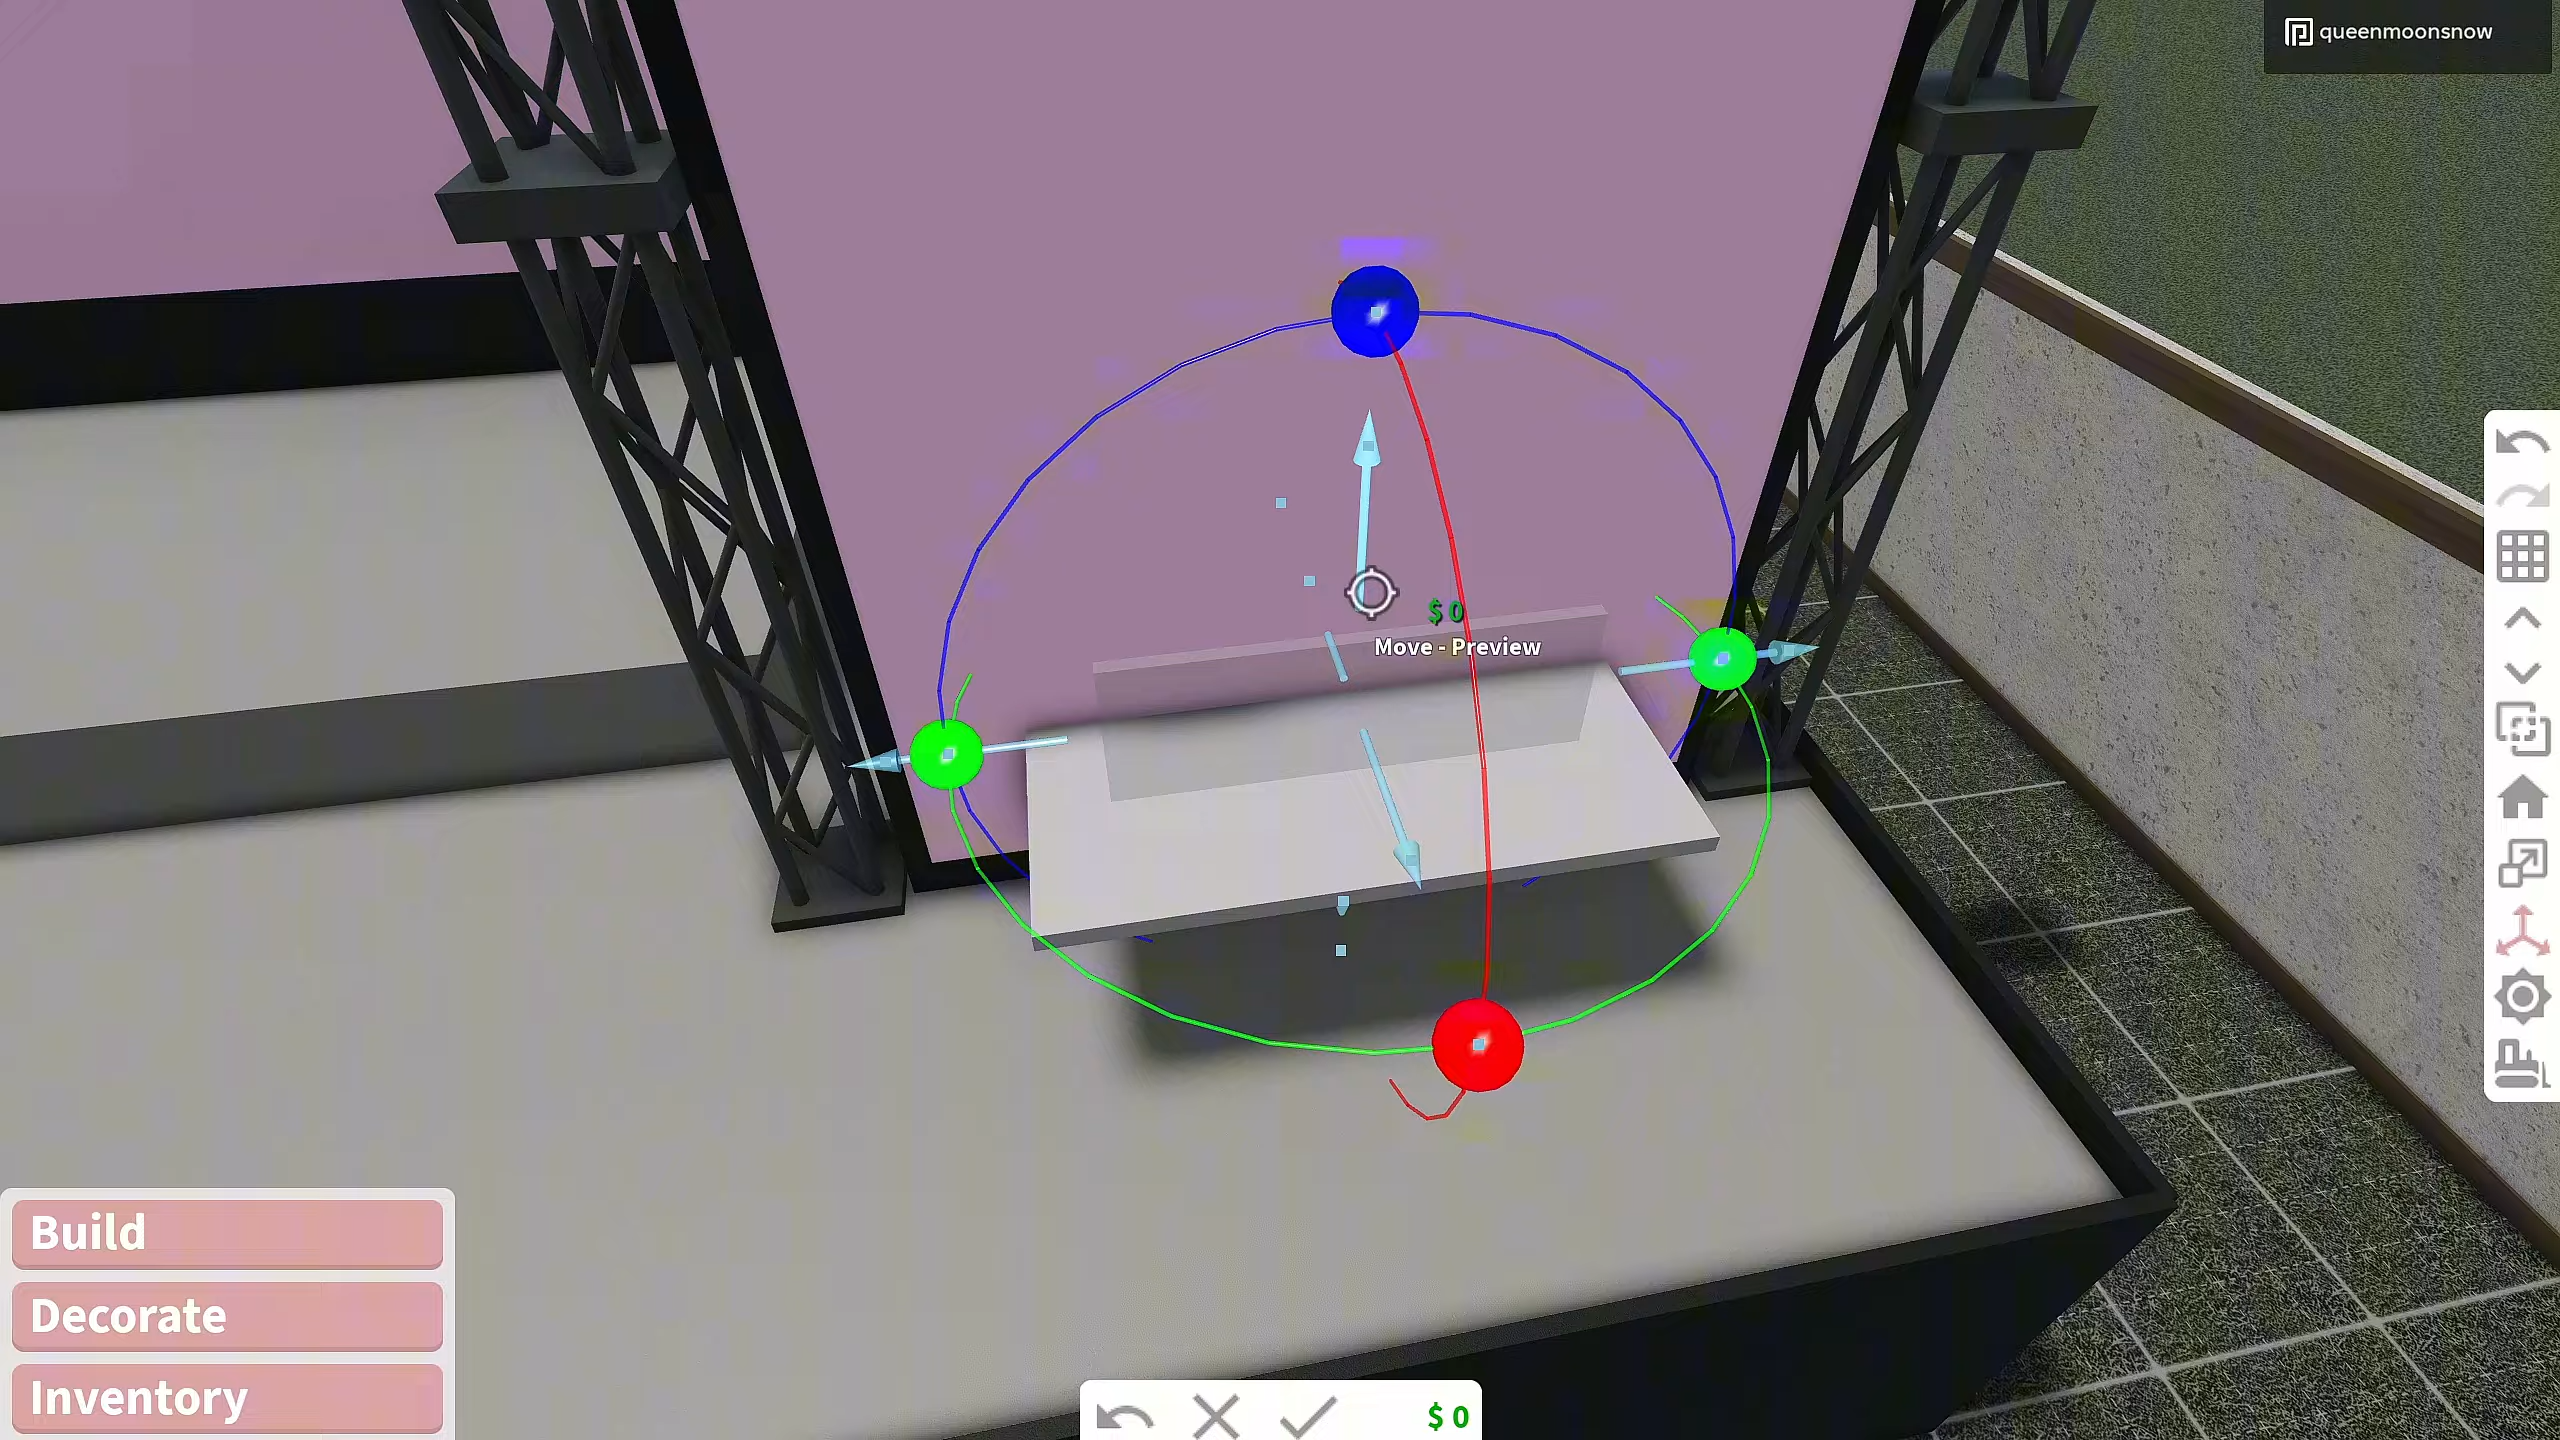 queenmoonsnow
$ 0
Move - Preview
Build
Decorate
Inventory
$ 0